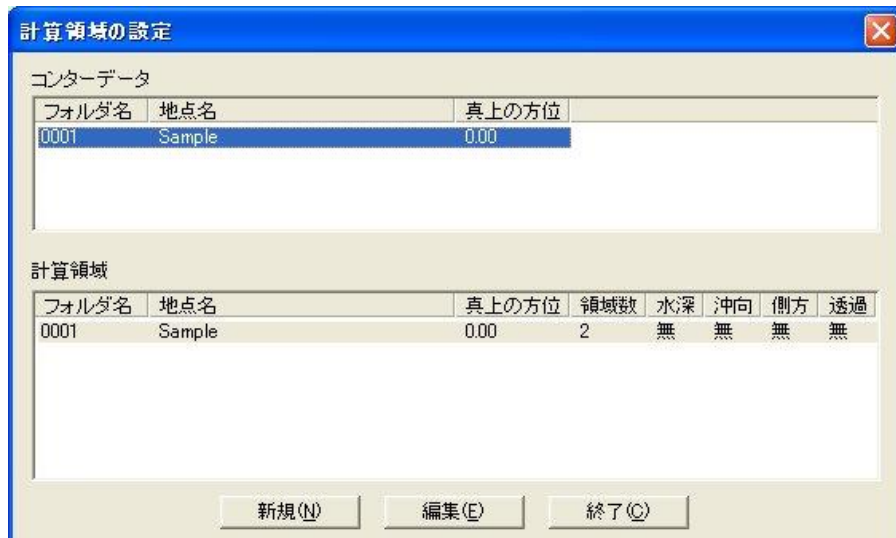 計算領域の設定
コンターデータ
フォルダ名 地点名 真上の方位
0001 Sample 0.00
計算領域
フォルダ名 地点名 真上の方位 領域数 水深 沖向 側方 透過
0001 Sample 0.00 2 無 無 無 無
新規(N) 編集(E) 終了(C)